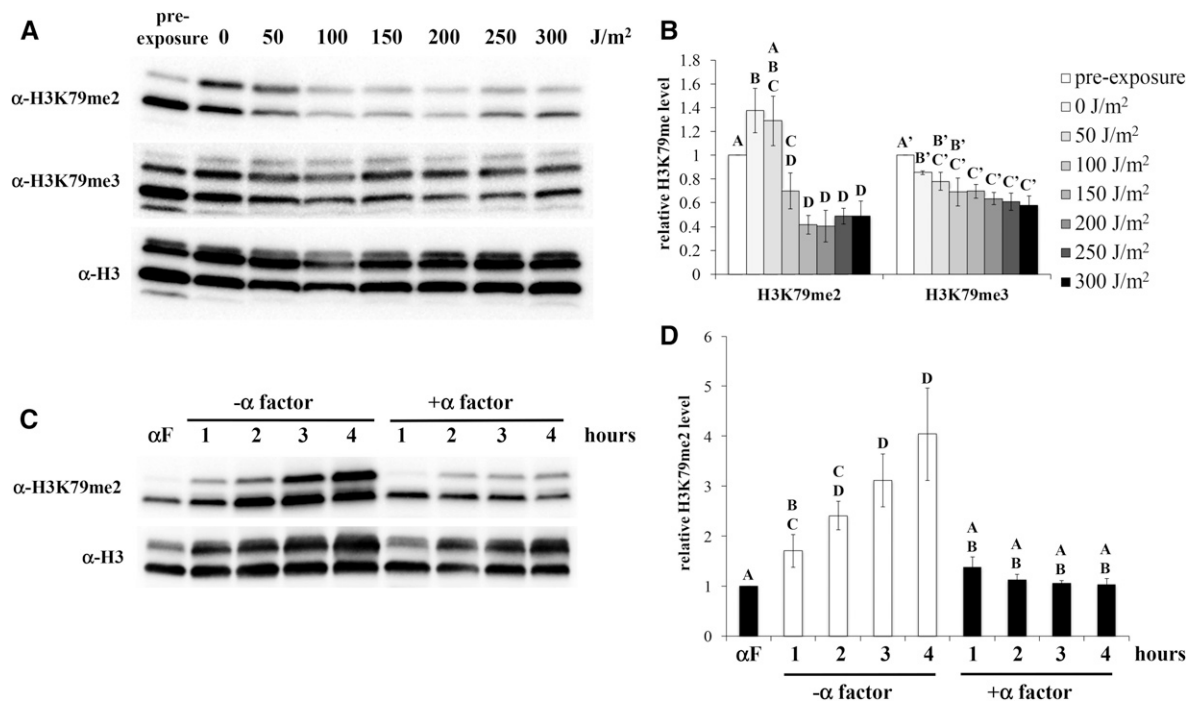 A
pre-
exposure 0 50 100 150 200 250 300 J/m²
α-H3K79me2
α-H3K79me3
α-H3
B
relative H3K79me level
1.8
1.6
1.4
1.2
1
0.8
0.6
0.4
0.2
0
A
B
A
B
C
C
D
D D D D
A'
B'
B'
C'
B'
C'
C' C' C' C'
H3K79me2 H3K79me3
pre-exposure
0 J/m²
50 J/m²
100 J/m²
150 J/m²
200 J/m²
250 J/m²
300 J/m²
C
-α factor +α factor
αF 1 2 3 4 1 2 3 4 hours
α-H3K79me2
α-H3
D
relative H3K79me2 level
6
5
4
3
2
1
0
A
B
C
C
D
D
D
A
B
A
B
A
B
A
B
αF 1 2 3 4 1 2 3 4 hours
-α factor +α factor